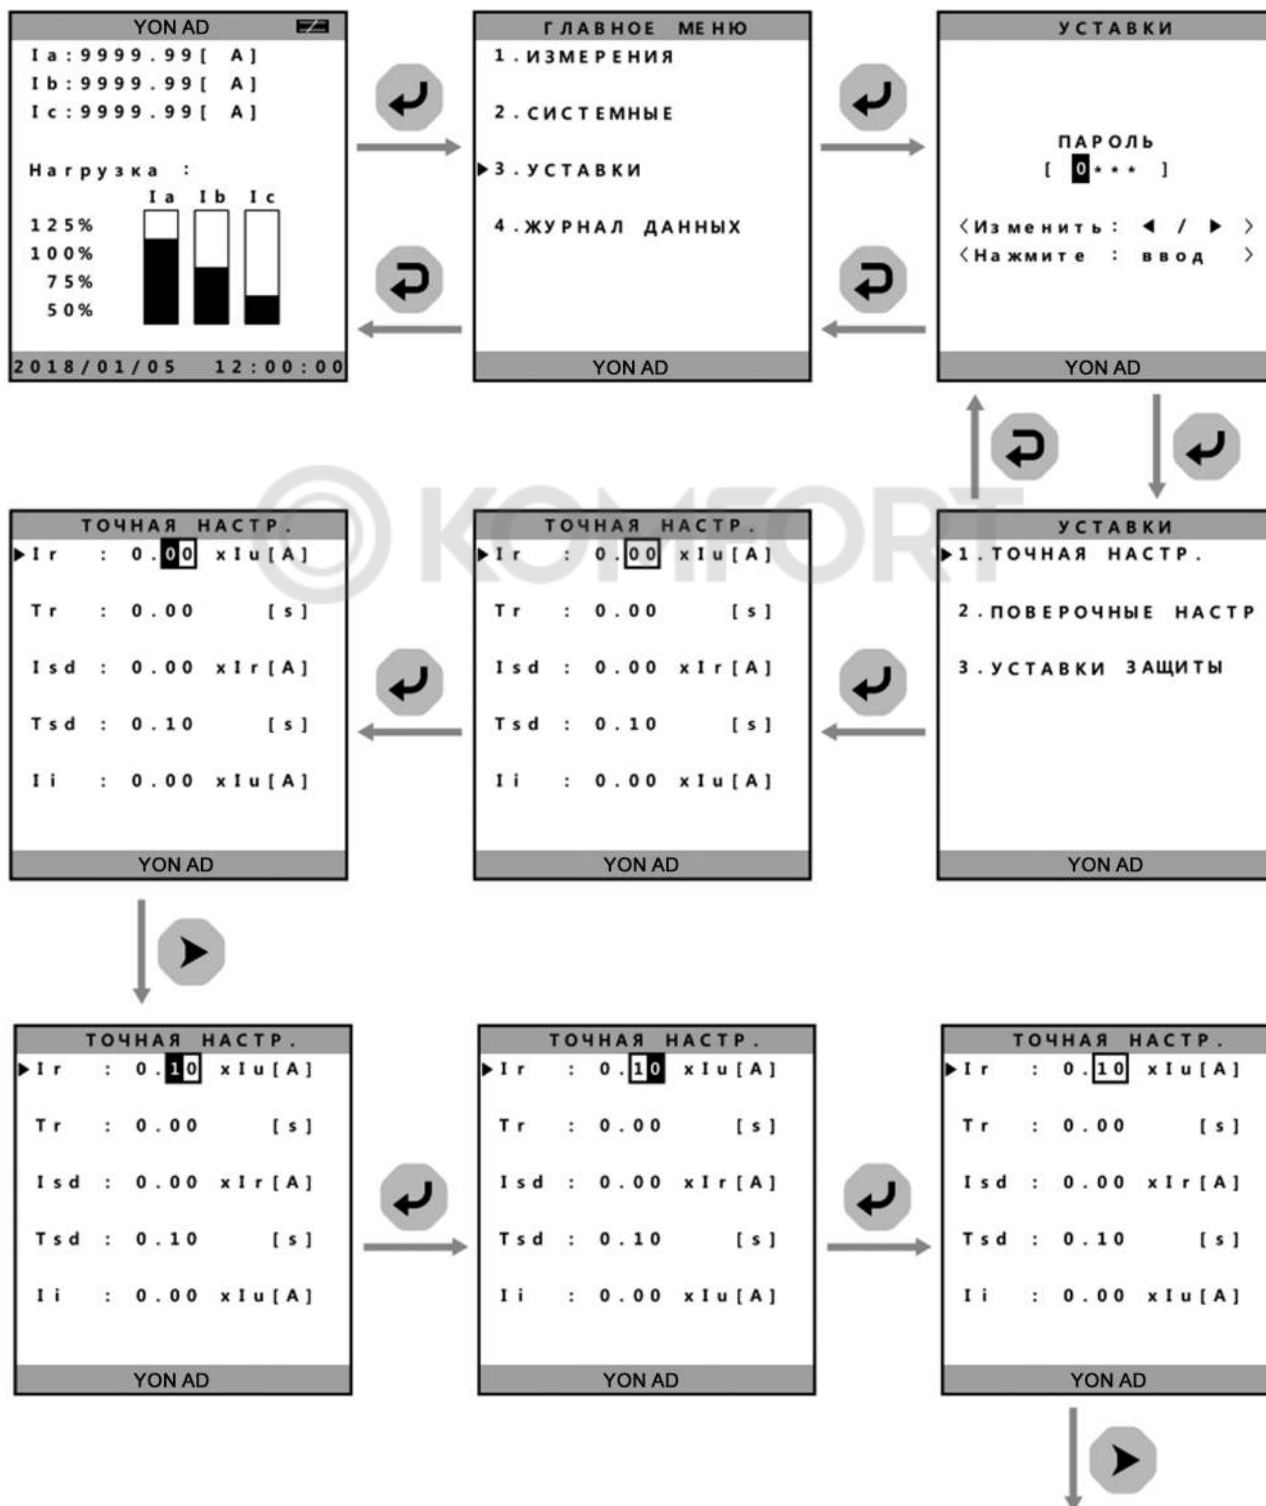 YON AD
Ia:9999.99[ A]
Ib:9999.99[ A]
Ic:9999.99[ A]
Нагрузка :
Ia Ib Ic
125%
100%
75%
50%
2018/01/05 12:00:00
ГЛАВНОЕ МЕНЮ
1.ИЗМЕРЕНИЯ
2.СИСТЕМНЫЕ
▶3.УСТАВКИ
4.ЖУРНАЛ ДАННЫХ
YON AD
УСТАВКИ
ПАРОЛЬ
[ 0*** ]
<Изменить: ◀ / ▶ >
<Нажмите : ввод >
YON AD
KOMFORT
ТОЧНАЯ НАСТР.
▶Ir : 0.00 xIu[A]
Tr : 0.00 [s]
Isd : 0.00 xIr[A]
Tsd : 0.10 [s]
Ii : 0.00 xIu[A]
YON AD
ТОЧНАЯ НАСТР.
▶Ir : 0.00 xIu[A]
Tr : 0.00 [s]
Isd : 0.00 xIr[A]
Tsd : 0.10 [s]
Ii : 0.00 xIu[A]
YON AD
УСТАВКИ
▶1.ТОЧНАЯ НАСТР.
2.ПОВЕРОЧНЫЕ НАСТР
3.УСТАВКИ ЗАЩИТЫ
YON AD
ТОЧНАЯ НАСТР.
▶Ir : 0.10 xIu[A]
Tr : 0.00 [s]
Isd : 0.00 xIr[A]
Tsd : 0.10 [s]
Ii : 0.00 xIu[A]
YON AD
ТОЧНАЯ НАСТР.
▶Ir : 0.10 xIu[A]
Tr : 0.00 [s]
Isd : 0.00 xIr[A]
Tsd : 0.10 [s]
Ii : 0.00 xIu[A]
YON AD
ТОЧНАЯ НАСТР.
▶Ir : 0.10 xIu[A]
Tr : 0.00 [s]
Isd : 0.00 xIr[A]
Tsd : 0.10 [s]
Ii : 0.00 xIu[A]
YON AD